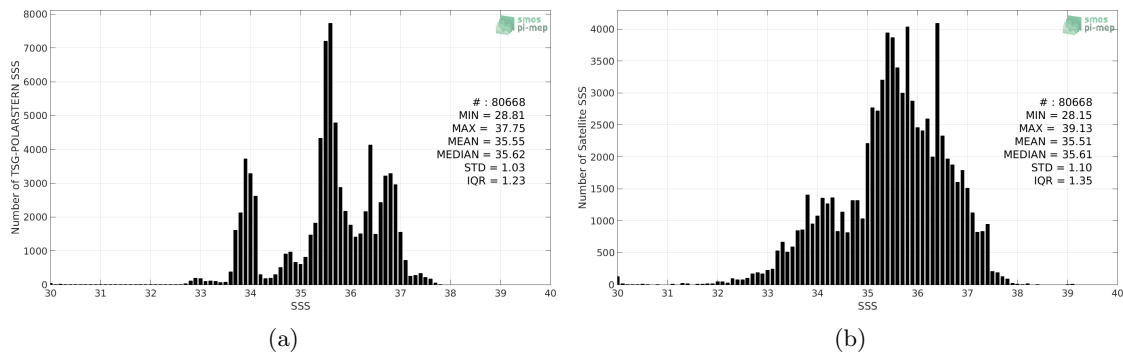 smos
pi-mep
Number of TSG-POLARSTERN SSS
8000
7000
6000
5000
4000
3000
2000
1000
0
# : 80668
MIN = 28.81
MAX = 37.75
MEAN = 35.55
MEDIAN = 35.62
STD = 1.03
IQR = 1.23
30 31 32 33 34 35 36 37 38 39 40
SSS
(a)
smos
pi-mep
Number of Satellite SSS
4000
3500
3000
2500
2000
1500
1000
500
0
# : 80668
MIN = 28.15
MAX = 39.13
MEAN = 35.51
MEDIAN = 35.61
STD = 1.10
IQR = 1.35
30 31 32 33 34 35 36 37 38 39 40
SSS
(b)